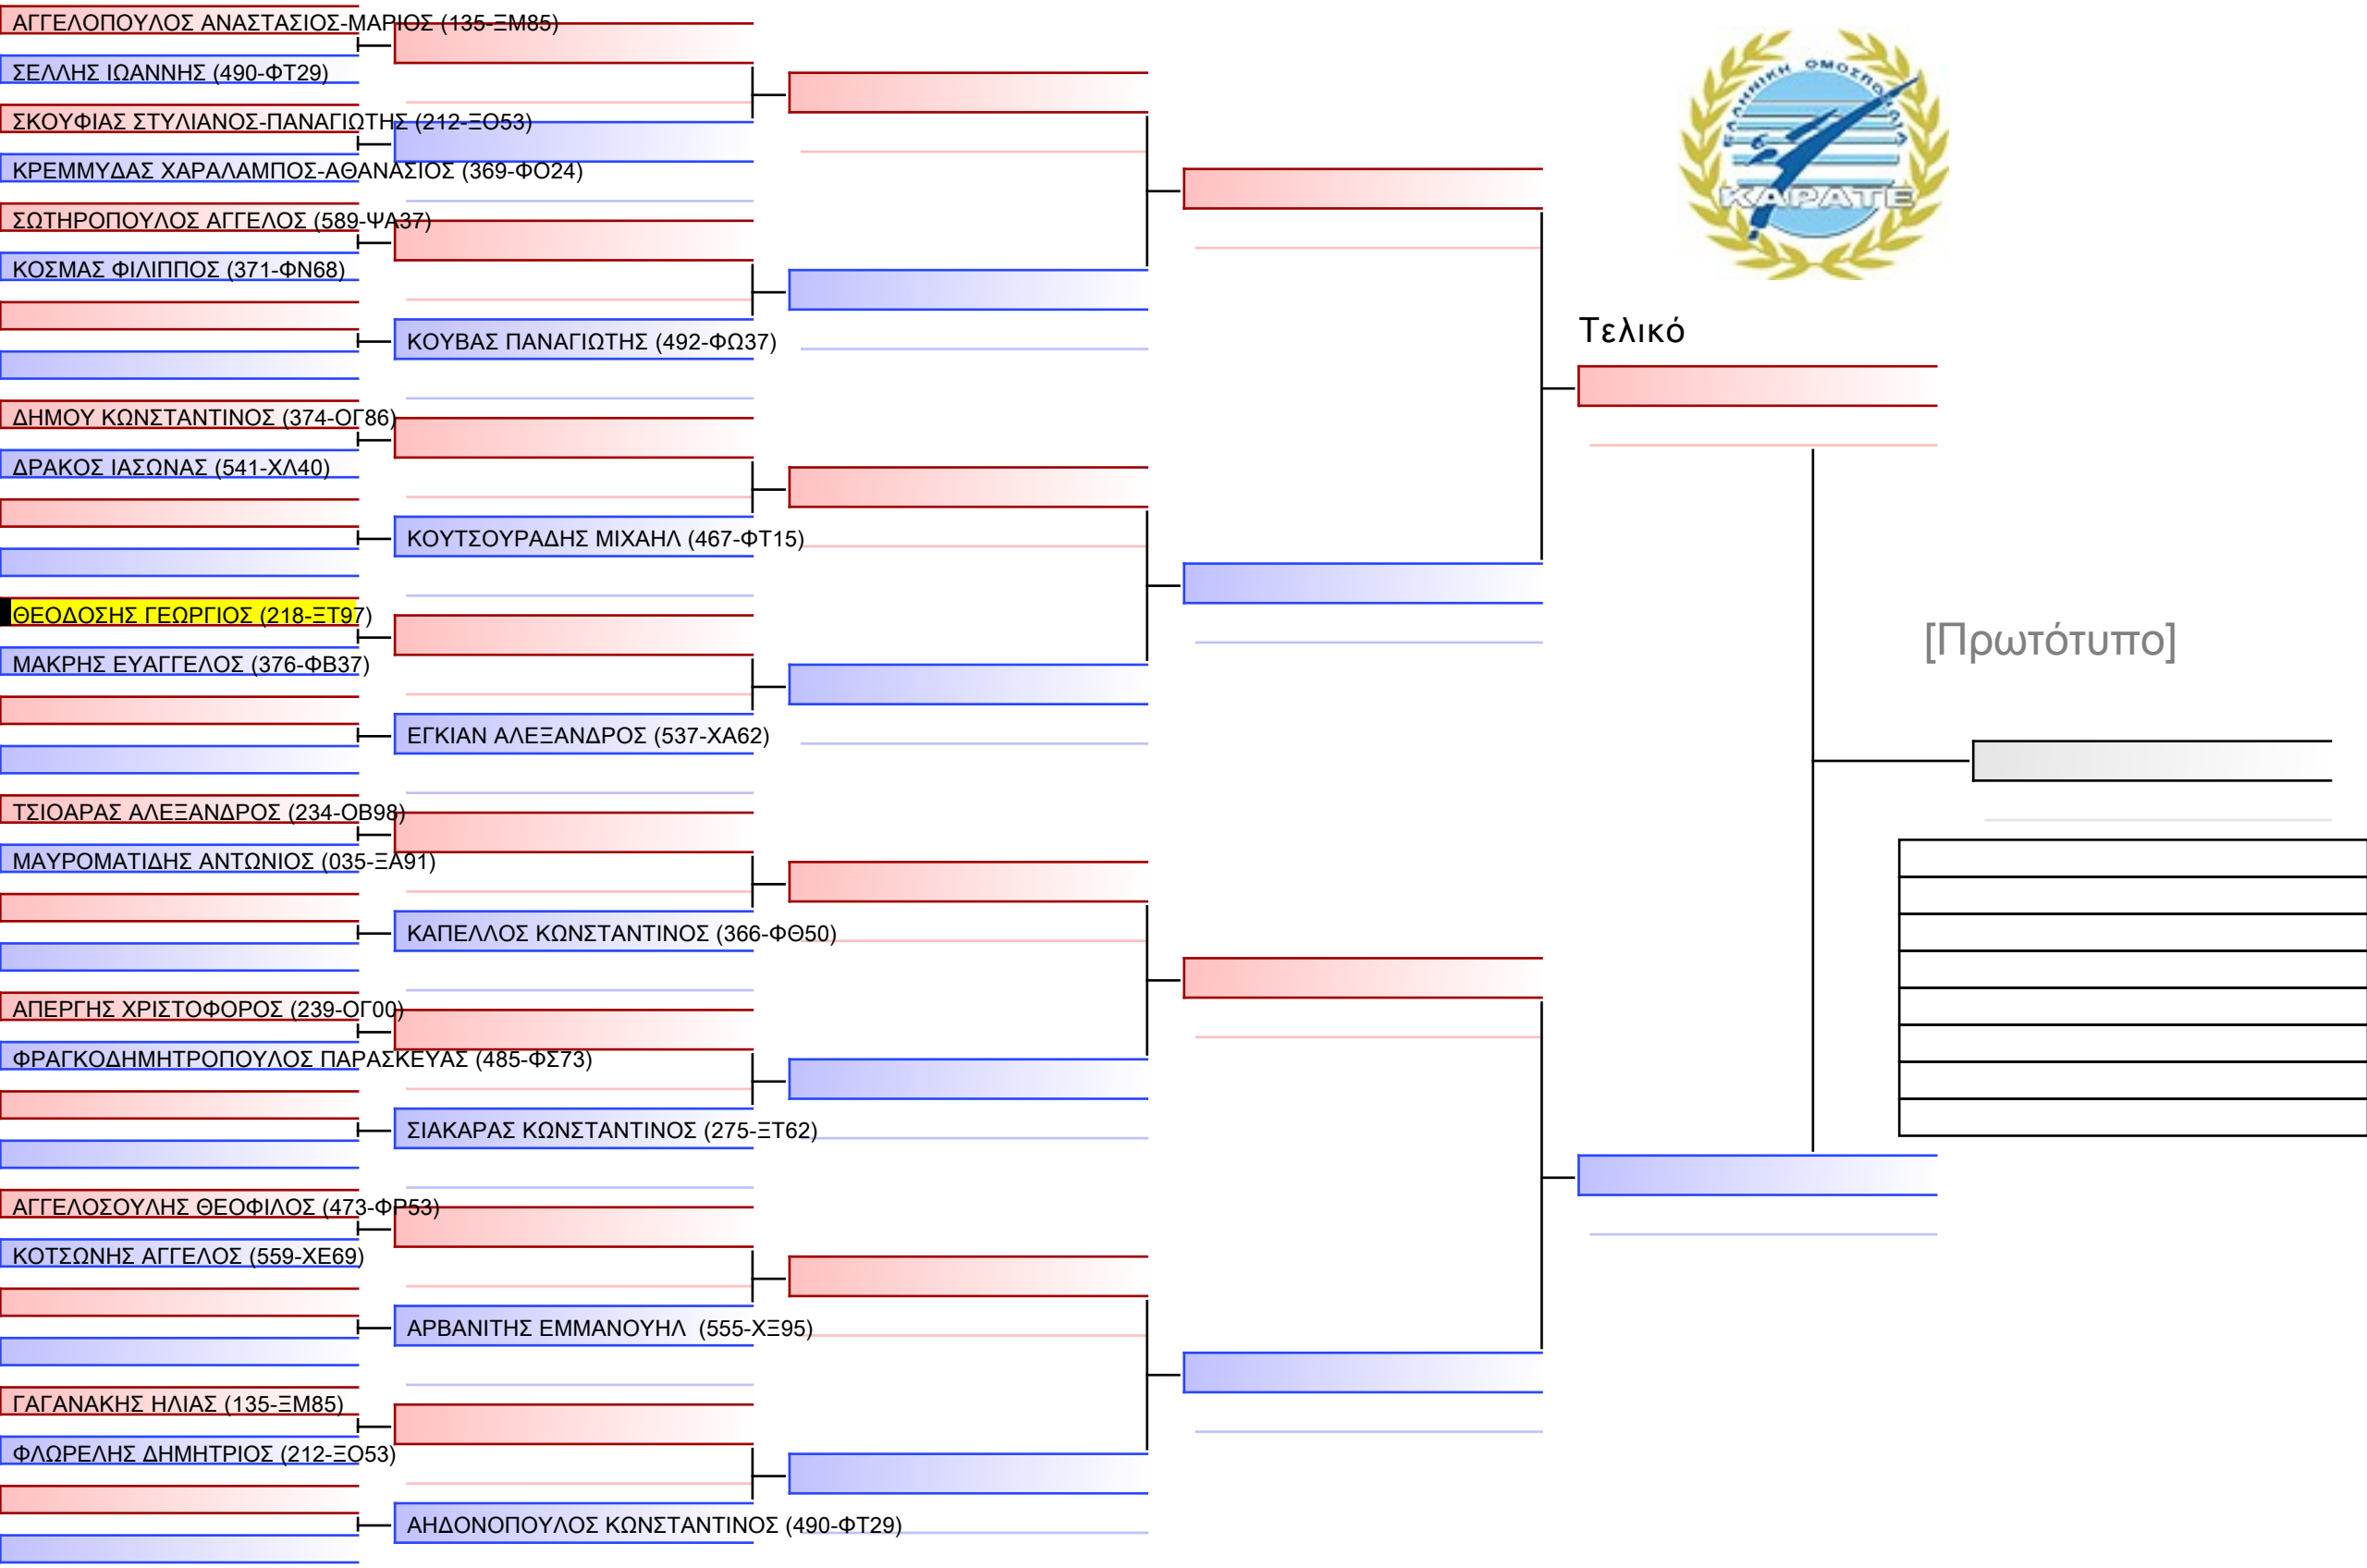 ΑΓΓΕΛΟΠΟΥΛΟΣ ΑΝΑΣΤΑΣΙΟΣ-ΜΑΡΙΟΣ (135-ΞΜ85)
ΣΕΛΛΗΣ ΙΩΑΝΝΗΣ (490-ΦΤ29)
ΣΚΟΥΦΙΑΣ ΣΤΥΛΙΑΝΟΣ-ΠΑΝΑΓΙΩΤΗΣ (212-ΞΟ53)
ΚΡΕΜΜΥΔΑΣ ΧΑΡΑΛΑΜΠΟΣ-ΑΘΑΝΑΣΙΟΣ (369-ΦΟ24)
ΣΩΤΗΡΟΠΟΥΛΟΣ ΑΓΓΕΛΟΣ (589-ΨΑ37)
ΚΟΣΜΑΣ ΦΙΛΙΠΠΟΣ (371-ΦΝ68)
ΚΟΥΒΑΣ ΠΑΝΑΓΙΩΤΗΣ (492-ΦΩ37)
ΔΗΜΟΥ ΚΩΝΣΤΑΝΤΙΝΟΣ (374-ΟΓ86)
ΔΡΑΚΟΣ ΙΑΣΩΝΑΣ (541-ΧΛ40)
ΚΟΥΤΣΟΥΡΑΔΗΣ ΜΙΧΑΗΛ (467-ΦΤ15)
ΘΕΟΔΟΣΗΣ ΓΕΩΡΓΙΟΣ (218-ΞΤ97)
ΜΑΚΡΗΣ ΕΥΑΓΓΕΛΟΣ (376-ΦΒ37)
ΕΓΚΙΑΝ ΑΛΕΞΑΝΔΡΟΣ (537-ΧΑ62)
ΤΣΙΟΑΡΑΣ ΑΛΕΞΑΝΔΡΟΣ (234-ΟΒ98)
ΜΑΥΡΟΜΑΤΙΔΗΣ ΑΝΤΩΝΙΟΣ (035-ΞΑ91)
ΚΑΠΕΛΛΟΣ ΚΩΝΣΤΑΝΤΙΝΟΣ (366-ΦΘ50)
ΑΠΕΡΓΗΣ ΧΡΙΣΤΟΦΟΡΟΣ (239-ΟΓ00)
ΦΡΑΓΚΟΔΗΜΗΤΡΟΠΟΥΛΟΣ ΠΑΡΑΣΚΕΥΑΣ (485-ΦΣ73)
ΣΙΑΚΑΡΑΣ ΚΩΝΣΤΑΝΤΙΝΟΣ (275-ΞΤ62)
ΑΓΓΕΛΟΣΟΥΛΗΣ ΘΕΟΦΙΛΟΣ (473-ΦΡ53)
ΚΟΤΣΩΝΗΣ ΑΓΓΕΛΟΣ (559-ΧΕ69)
ΑΡΒΑΝΙΤΗΣ ΕΜΜΑΝΟΥΗΛ (555-ΧΞ95)
ΓΑΓΑΝΑΚΗΣ ΗΛΙΑΣ (135-ΞΜ85)
ΦΛΩΡΕΛΗΣ ΔΗΜΗΤΡΙΟΣ (212-ΞΟ53)
ΑΗΔΟΝΟΠΟΥΛΟΣ ΚΩΝΣΤΑΝΤΙΝΟΣ (490-ΦΤ29)
ΕΛΛΗΝΙΚΗ ΟΜΟΣΠΟΝΔΙΑ
ΚΑΡΑΤΕ
Τελικό
[Πρωτότυπο]